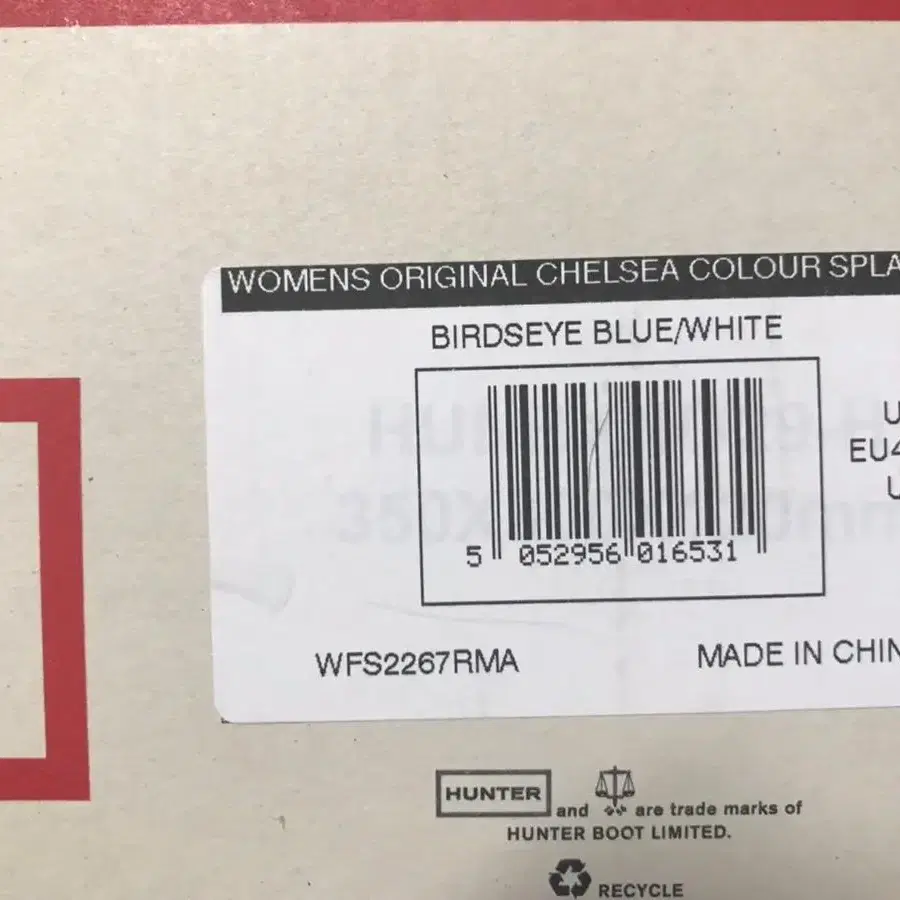 WOMENS ORIGINAL CHELSEA COLOUR SPLA
BIRDSEYE BLUE/WHITE
U
EU4
U
5 052956 016531
WFS2267RMA
MADE IN CHIN
HUNTER and are trade marks of
HUNTER BOOT LIMITED.
RECYCLE